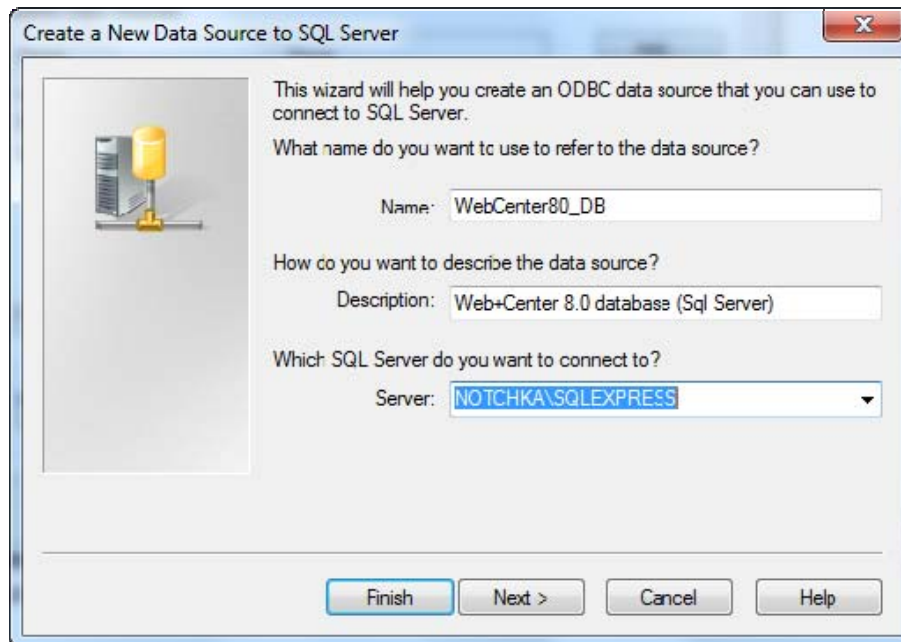 Create a New Data Source to SQL Server
This wizard will help you create an ODBC data source that you can use to
connect to SQL Server.
What name do you want to use to refer to the data source?
Name: WebCenter80_DB
How do you want to describe the data source?
Description: Web+Center 8.0 database (Sql Server)
Which SQL Server do you want to connect to?
Server: NOTCHKA\SQLEXPRESS
Finish Next > Cancel Help